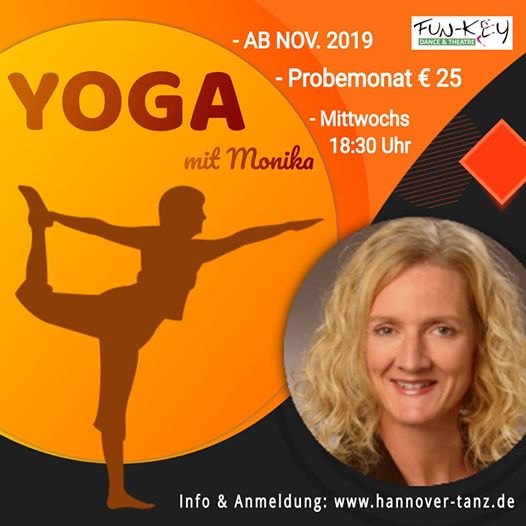 FUN-KEY
DANCE & THEATRE
- AB NOV. 2019
- Probemonat € 25
- Mittwochs
18:30 Uhr
YOGA
mit Monika
Info & Anmeldung: www.hannover-tanz.de